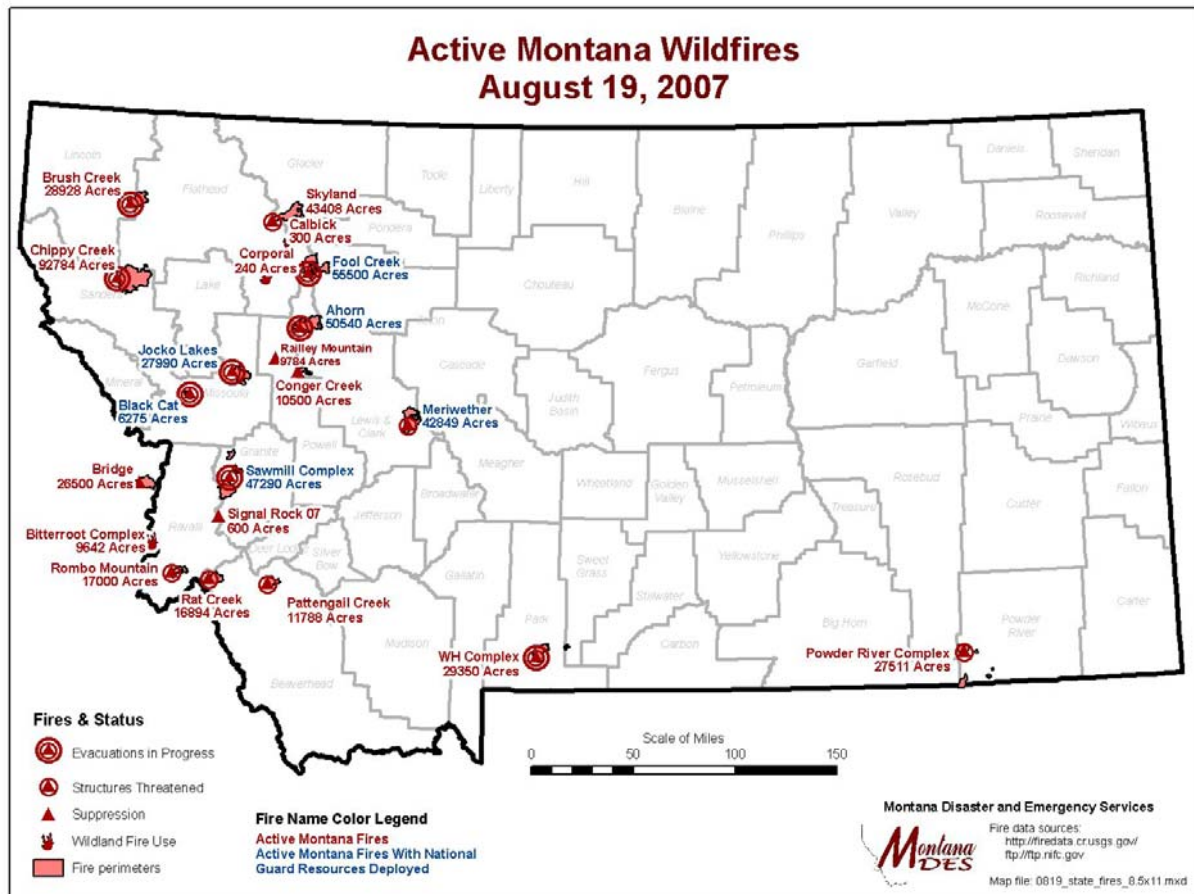 Active Montana Wildfires
August 19, 2007
Lincoln
Flathead
Glacier
Toole
Liberty
Hill
Blaine
Phillips
Valley
Daniels
Sheridan
Roosevelt
Richland
Brush Creek
28928 Acres
Skyland
43408 Acres
Calbick
300 Acres
Pondera
Chippy Creek
92784 Acres
Corporal
240 Acres
Fool Creek
55500 Acres
Sanders
Lake
Chouteau
McCone
Ahorn
50540 Acres
Jocko Lakes
27990 Acres
Railley Mountain
9784 Acres
Conger Creek
10500 Acres
Cascade
Fergus
Petroleum
Garfield
Dawson
Judith
Basin
Mineral
Missoula
Black Cat
6275 Acres
Meriwether
42849 Acres
Lewis &
Clark
Prairie
Wibaux
Granite
Powell
Bridge
26500 Acres
Sawmill Complex
47290 Acres
Meagher
Wheatland
Golden
Valley
Musselshell
Rosebud
Treasure
Custer
Fallon
Broadwater
Jefferson
Signal Rock 07
600 Acres
Ravalli
Bitterroot Complex
9642 Acres
Deer Lodge
Silver
Bow
Rombo Mountain
17000 Acres
Rat Creek
16894 Acres
Pattengail Creek
11788 Acres
Gallatin
Park
Sweet
Grass
Stillwater
Yellowstone
Big Horn
Carbon
Powder
River
Carter
Madison
Beaverhead
WH Complex
29350 Acres
Powder River Complex
27511 Acres
Fires & Status
Evacuations in Progress
Structures Threatened
Suppression
Wildland Fire Use
Fire perimeters
Fire Name Color Legend
Active Montana Fires
Active Montana Fires With National
Guard Resources Deployed
Scale of Miles
0 50 100 150
Montana Disaster and Emergency Services
Montana
DES
Fire data sources:
http://firedata.cr.usgs.gov/
ftp://ftp.nifc.gov
Map file: 0819_state_fires_8.5x11.mxd